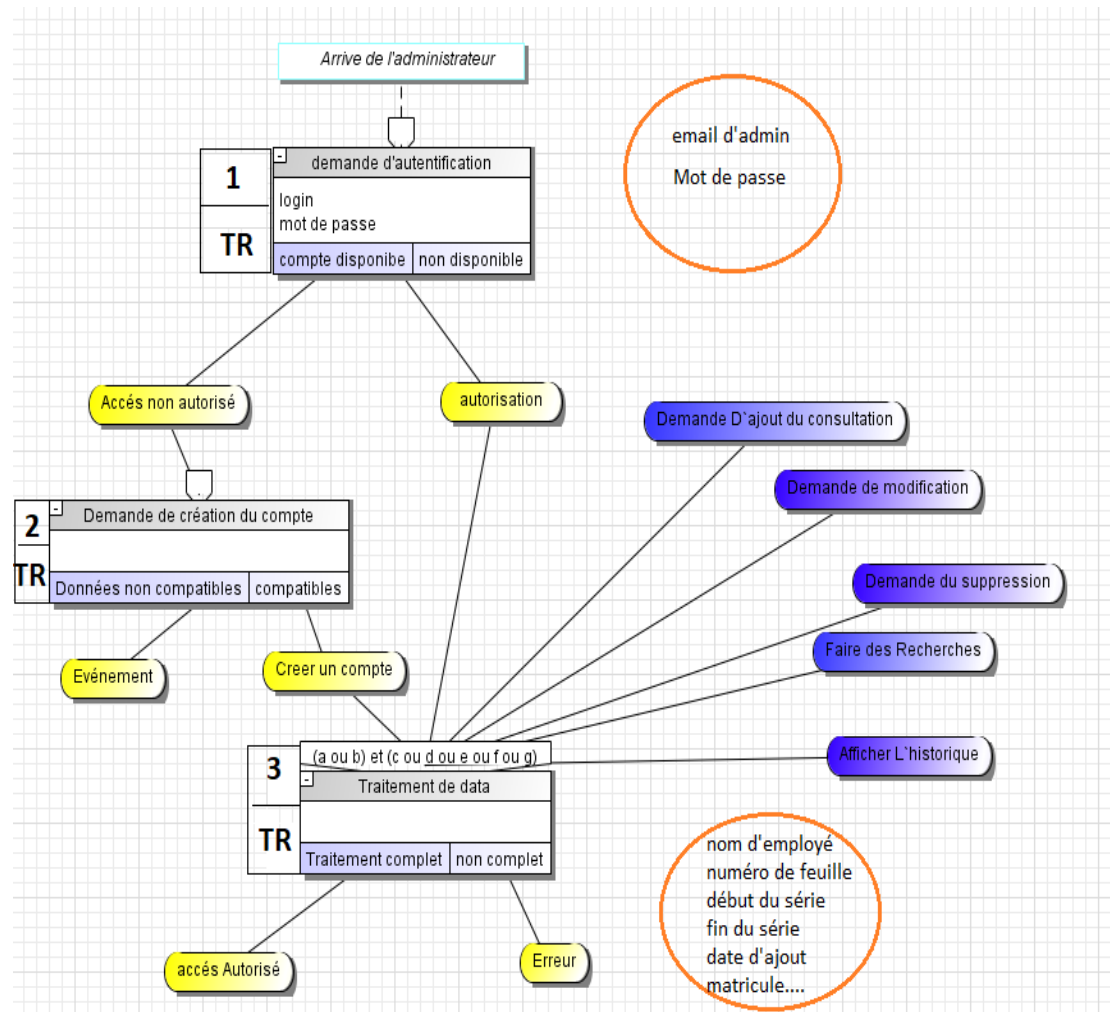 Arrive de l'administrateur
email d'admin
Mot de passe
1
TR
- demande d'autentification
login
mot de passe
compte disponibe non disponible
Accés non autorisé
autorisation
Demande D`ajout du consultation
Demande de modification
Demande du suppression
Faire des Recherches
Afficher L`historique
2
TR
- Demande de création du compte
Données non compatibles compatibles
Evénement
Creer un compte
(a ou b) et (c ou d ou e ou f ou g)
3
TR
- Traitement de data
Traitement complet non complet
accés Autorisé
Erreur
nom d'employé
numéro de feuille
début du série
fin du série
date d'ajout
matricule....